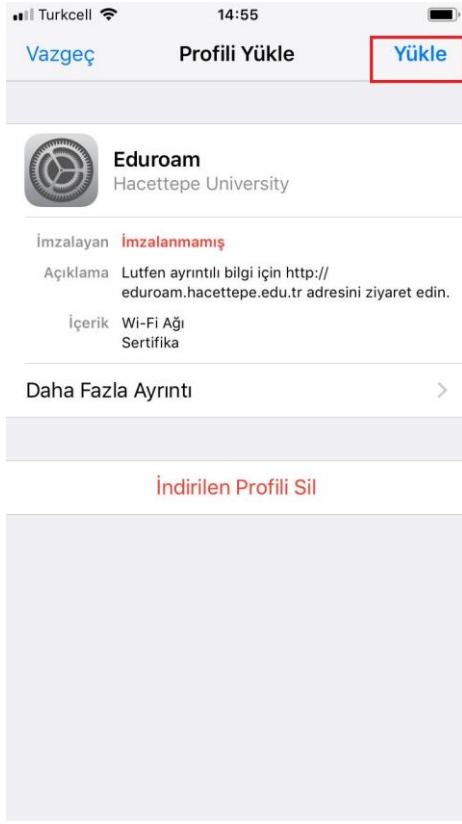 Turkcell 14:55
Vazgeç Profili Yükle Yükle
Eduroam
Hacettepe University
İmzalayan İmzalanmamış
Açıklama Lutfen ayrıntılı bilgi için http://
eduroam.hacettepe.edu.tr adresini ziyaret edin.
İçerik Wi-Fi Ağı
Sertifika
Daha Fazla Ayrıntı
İndirilen Profili Sil